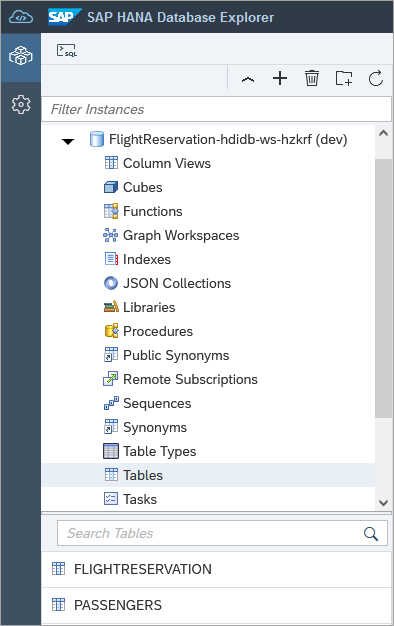 SAP SAP HANA Database Explorer
SQL
Filter Instances
FlightReservation-hdidb-ws-hzkrf (dev)
Column Views
Cubes
Functions
Graph Workspaces
Indexes
JSON Collections
Libraries
Procedures
Public Synonyms
Remote Subscriptions
Sequences
Synonyms
Table Types
Tables
Tasks
Search Tables
FLIGHTRESERVATION
PASSENGERS